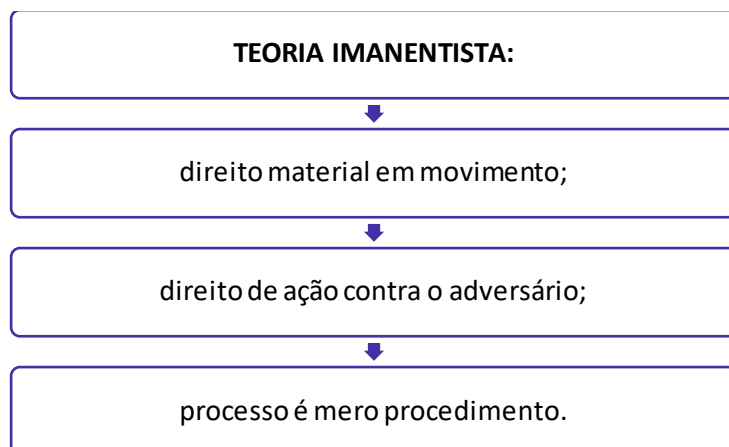 TEORIA IMANENTISTA:
direito material em movimento;
direito de ação contra o adversário;
processo é mero procedimento.